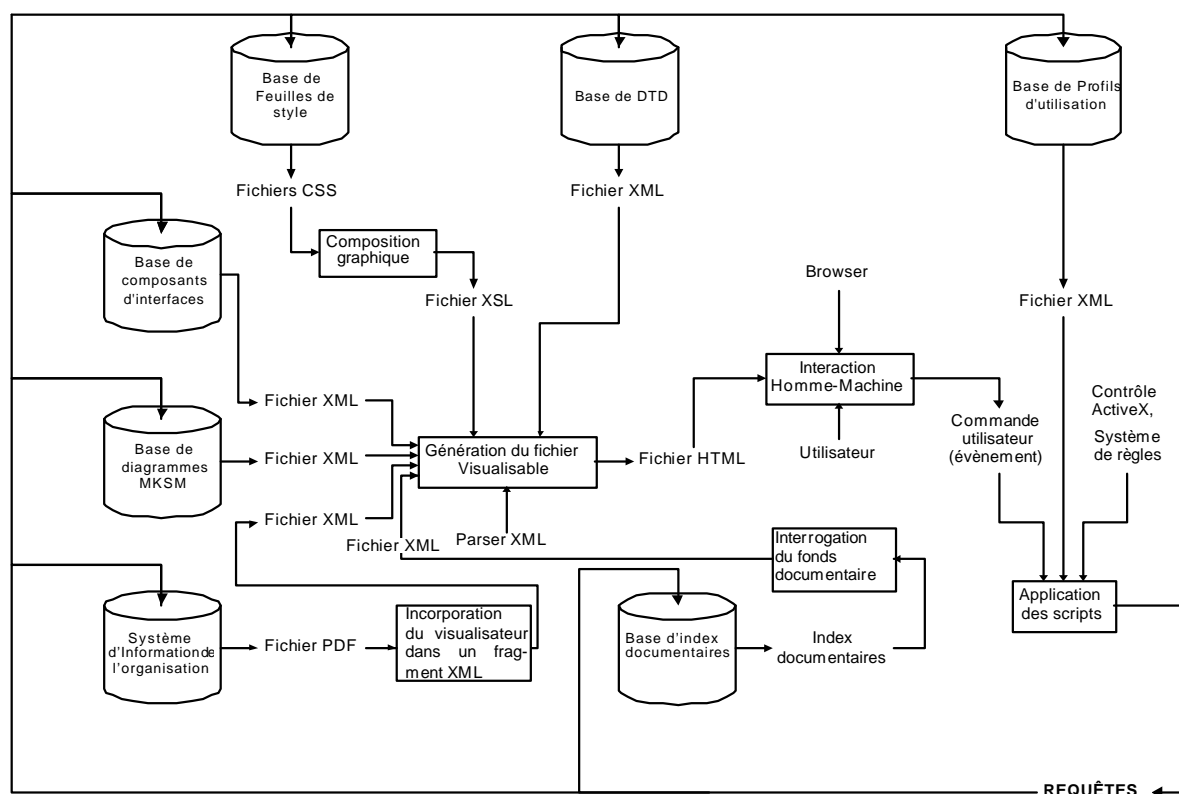 Base de
Feuilles de
style
Base de DTD
Base de Profils
d'utilisation
Fichiers CSS
Fichier XML
Composition
graphique
Base de
composants
d'interfaces
Browser
Fichier XSL
Fichier XML
Interaction
Homme-Machine
Contrôle
ActiveX,
Système
de règles
Fichier XML
Commande
utilisateur
(évènement)
Base de
diagrammes
MKSM
Fichier XML
Génération du fichier
Visualisable
Fichier HTML
Utilisateur
Fichier XML
Fichier XML
Parser XML
Interrogation
du fonds
documentaire
Application
des scripts
Système
d'Information de
l'organisation
Fichier PDF
Incorporation
du visualisateur
dans un frag-
ment XML
Base d'index
documentaires
Index
documentaires
REQUÊTES